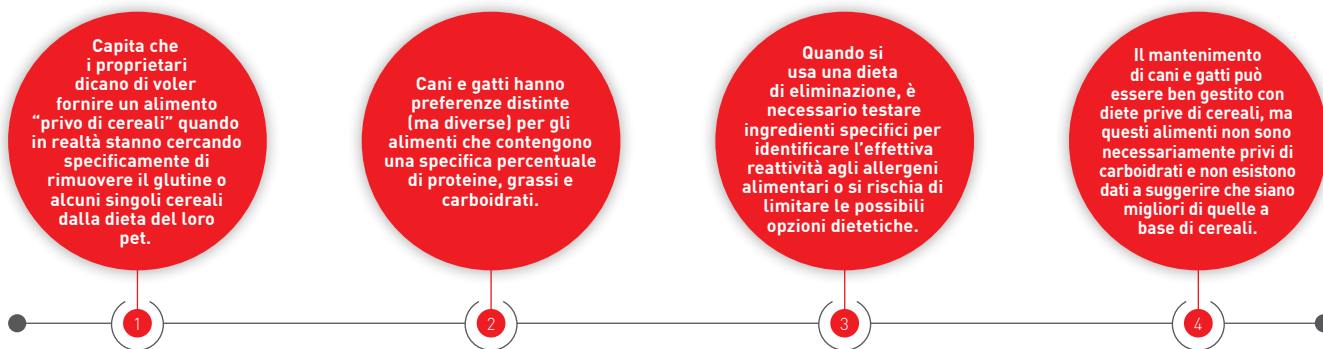 Capita che
i proprietari
dicano di voler
fornire un alimento
“privo di cereali” quando
in realtà stanno cercando
specificamente di
rimuovere il glutine o
alcuni singoli cereali
dalla dieta del loro
pet.
1
Cani e gatti hanno
preferenze distinte
(ma diverse) per gli
alimenti che contengono
una specifica percentuale
di proteine, grassi e
carboidrati.
2
Quando si
usa una dieta
di eliminazione, è
necessario testare
ingredienti specifici per
identificare l’effettiva
reattività agli allergeni
alimentari o si rischia di
limitare le possibili
opzioni dietetiche.
3
Il mantenimento
di cani e gatti può
essere ben gestito con
diete prive di cereali, ma
questi alimenti non sono
necessariamente privi di
carboidrati e non esistono
dati a suggerire che siano
migliori di quelle a
base di cereali.
4